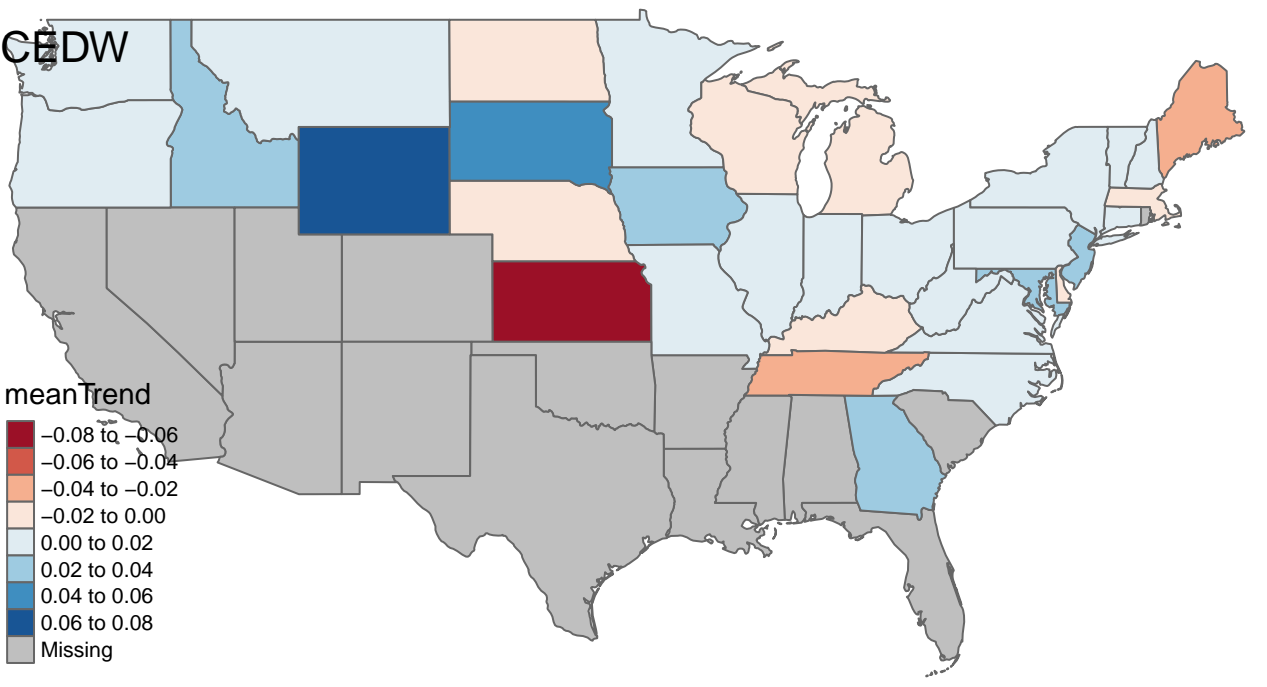 CEDW
meanTrend
−0.08 to −0.06
−0.06 to −0.04
−0.04 to −0.02
−0.02 to 0.00
0.00 to 0.02
0.02 to 0.04
0.04 to 0.06
0.06 to 0.08
Missing